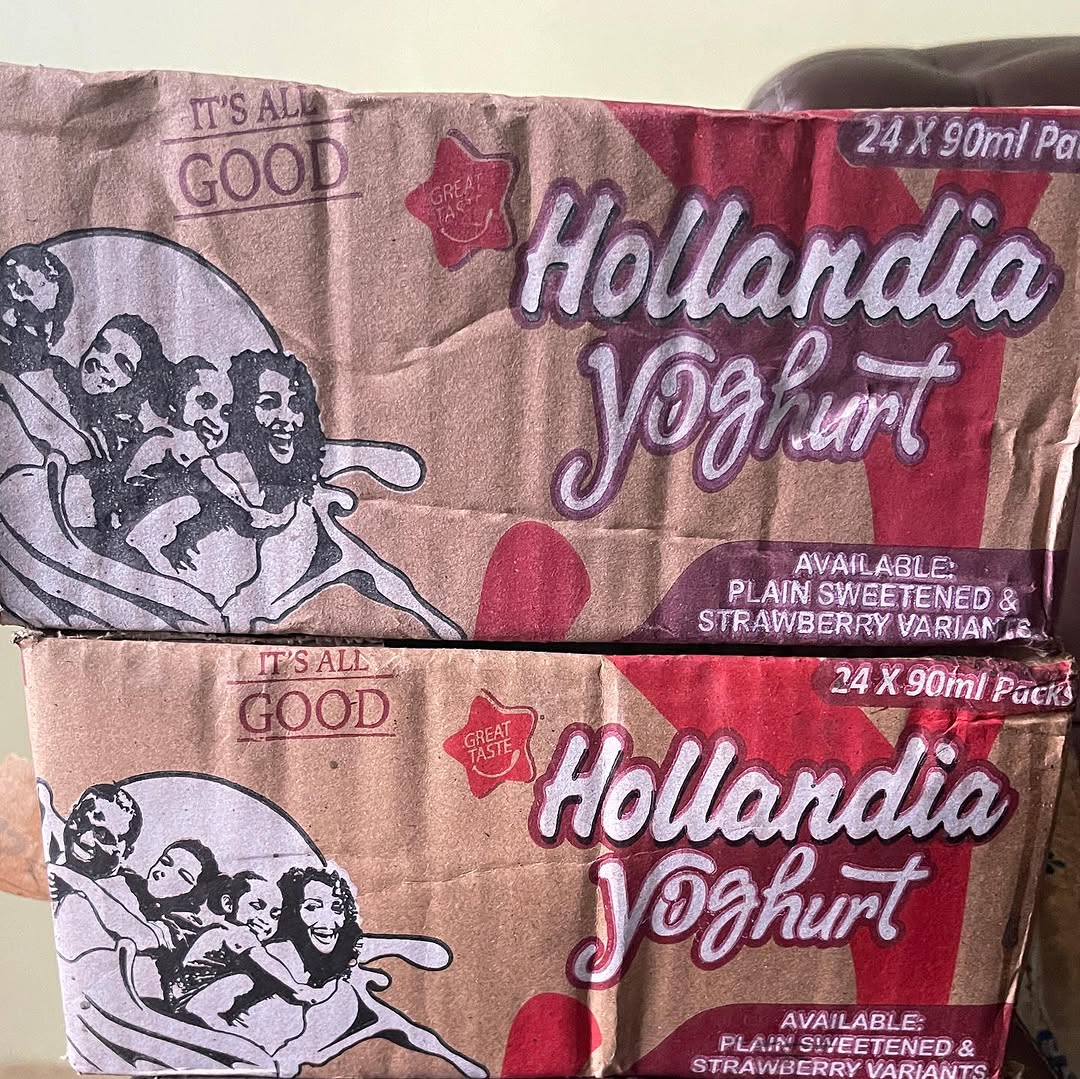 IT'S ALL
GOOD
GREAT
TASTE
24 X 90ml Pa
Hollandia
yoghurt
AVAILABLE:
PLAIN SWEETENED &
STRAWBERRY VARIANTS
IT'S ALL
GOOD
GREAT
TASTE
24 X 90ml Packs
Hollandia
yoghurt
AVAILABLE:
PLAIN SWEETENED &
STRAWBERRY VARIANTS